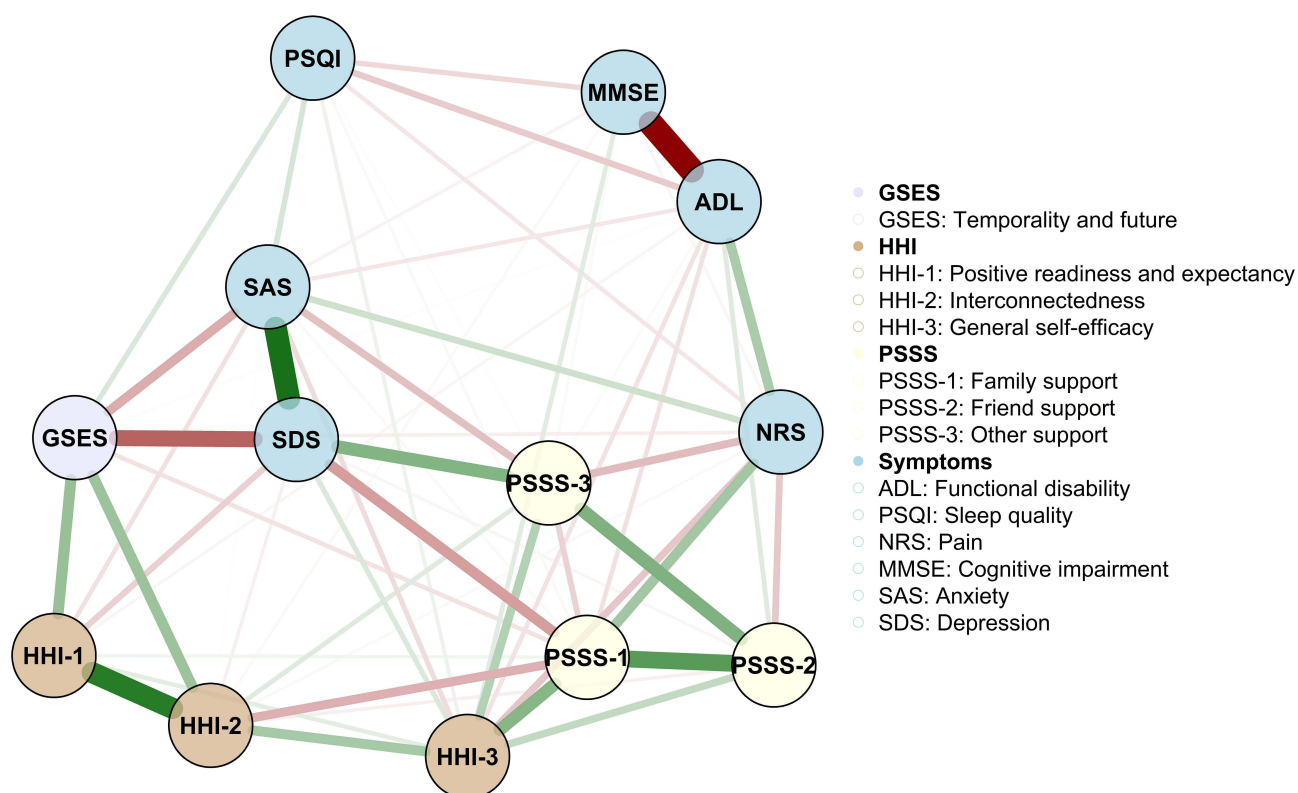 PSQI
MMSE
ADL
SAS
GSES
SDS
NRS
PSSS-3
HHI-1
PSSS-1
PSSS-2
HHI-2
HHI-3
GSES
GSES: Temporality and future
HHI
HHI-1: Positive readiness and expectancy
HHI-2: Interconnectedness
HHI-3: General self-efficacy
PSSS
PSSS-1: Family support
PSSS-2: Friend support
PSSS-3: Other support
Symptoms
ADL: Functional disability
PSQI: Sleep quality
NRS: Pain
MMSE: Cognitive impairment
SAS: Anxiety
SDS: Depression